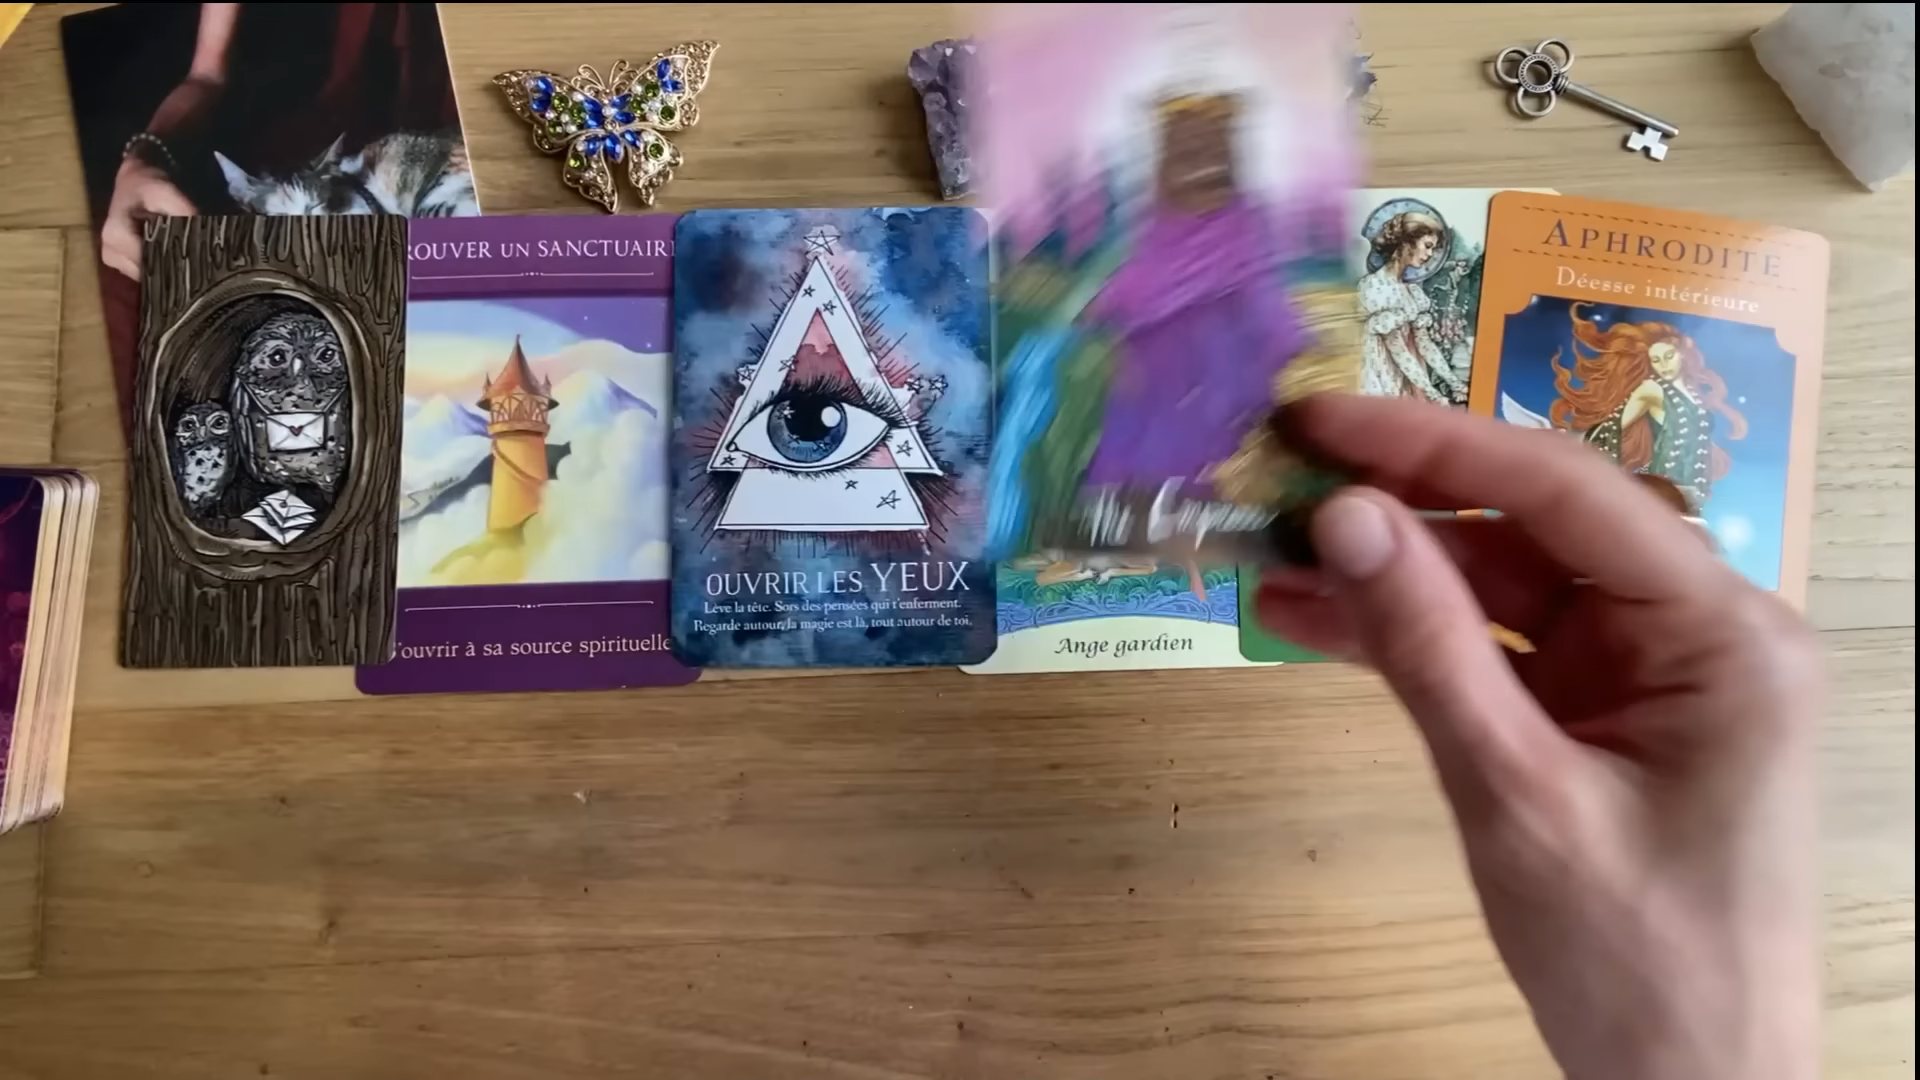 ROUVER UN SANCTUAIR
'ouvrir à sa source spirituelle
OUVRIR LES YEUX
Lève la tête. Sors des pensées qui t'enferment.
Regarde autour, la magie est là, tout autour de toi.
Ange gardien
APHRODITE
Déesse intérieure